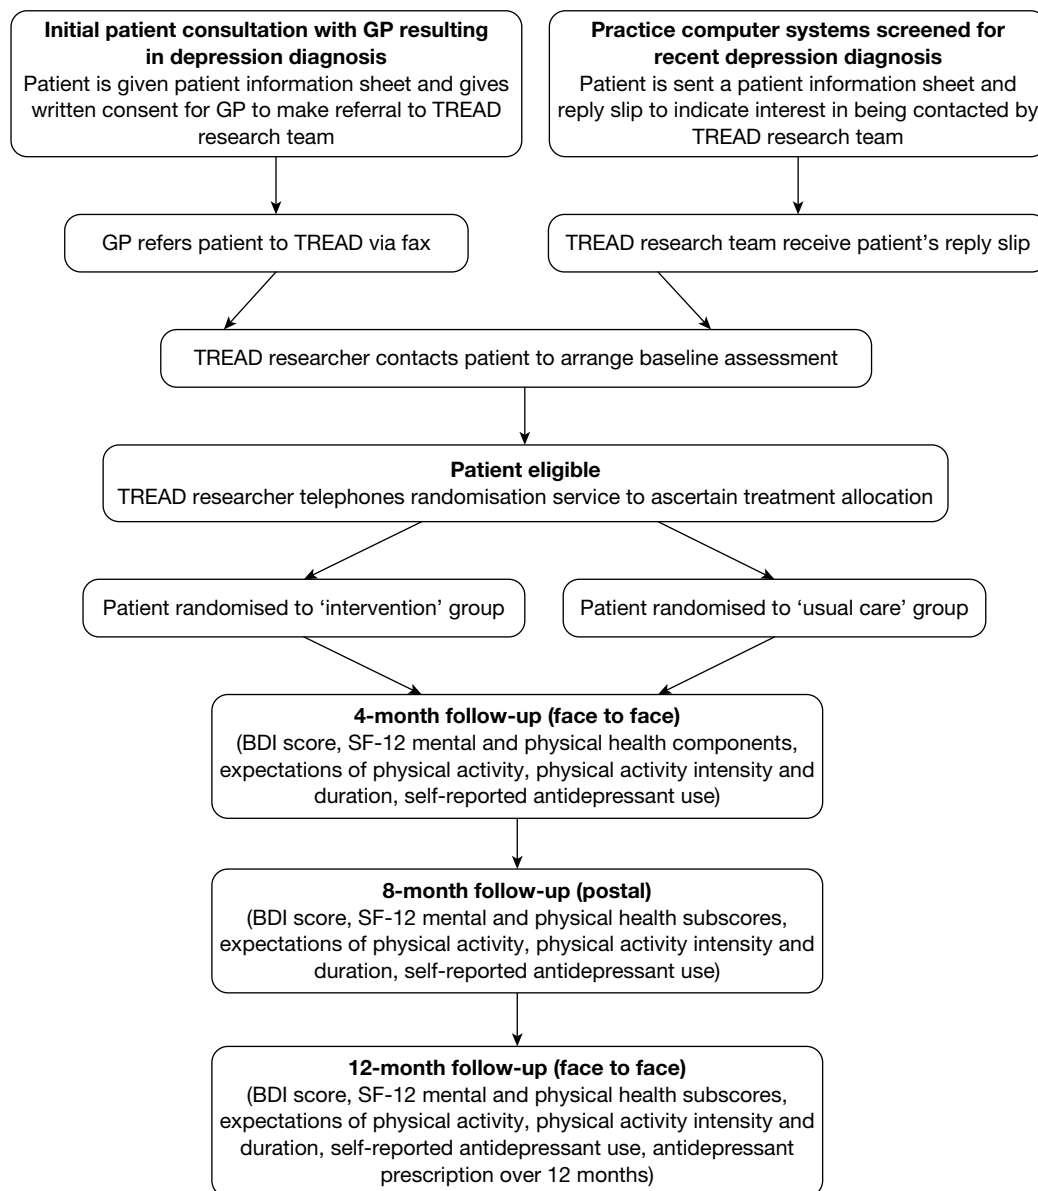 Initial patient consultation with GP resulting
in depression diagnosis
Patient is given patient information sheet and gives
written consent for GP to make referral to TREAD
research team
Practice computer systems screened for
recent depression diagnosis
Patient is sent a patient information sheet and
reply slip to indicate interest in being contacted by
TREAD research team
GP refers patient to TREAD via fax
TREAD research team receive patient’s reply slip
TREAD researcher contacts patient to arrange baseline assessment
Patient eligible
TREAD researcher telephones randomisation service to ascertain treatment allocation
Patient randomised to ‘intervention’ group
Patient randomised to ‘usual care’ group
4-month follow-up (face to face)
(BDI score, SF-12 mental and physical health components,
expectations of physical activity, physical activity intensity and
duration, self-reported antidepressant use)
8-month follow-up (postal)
(BDI score, SF-12 mental and physical health subscores,
expectations of physical activity, physical activity intensity and
duration, self-reported antidepressant use)
12-month follow-up (face to face)
(BDI score, SF-12 mental and physical health subscores,
expectations of physical activity, physical activity intensity and
duration, self-reported antidepressant use, antidepressant
prescription over 12 months)